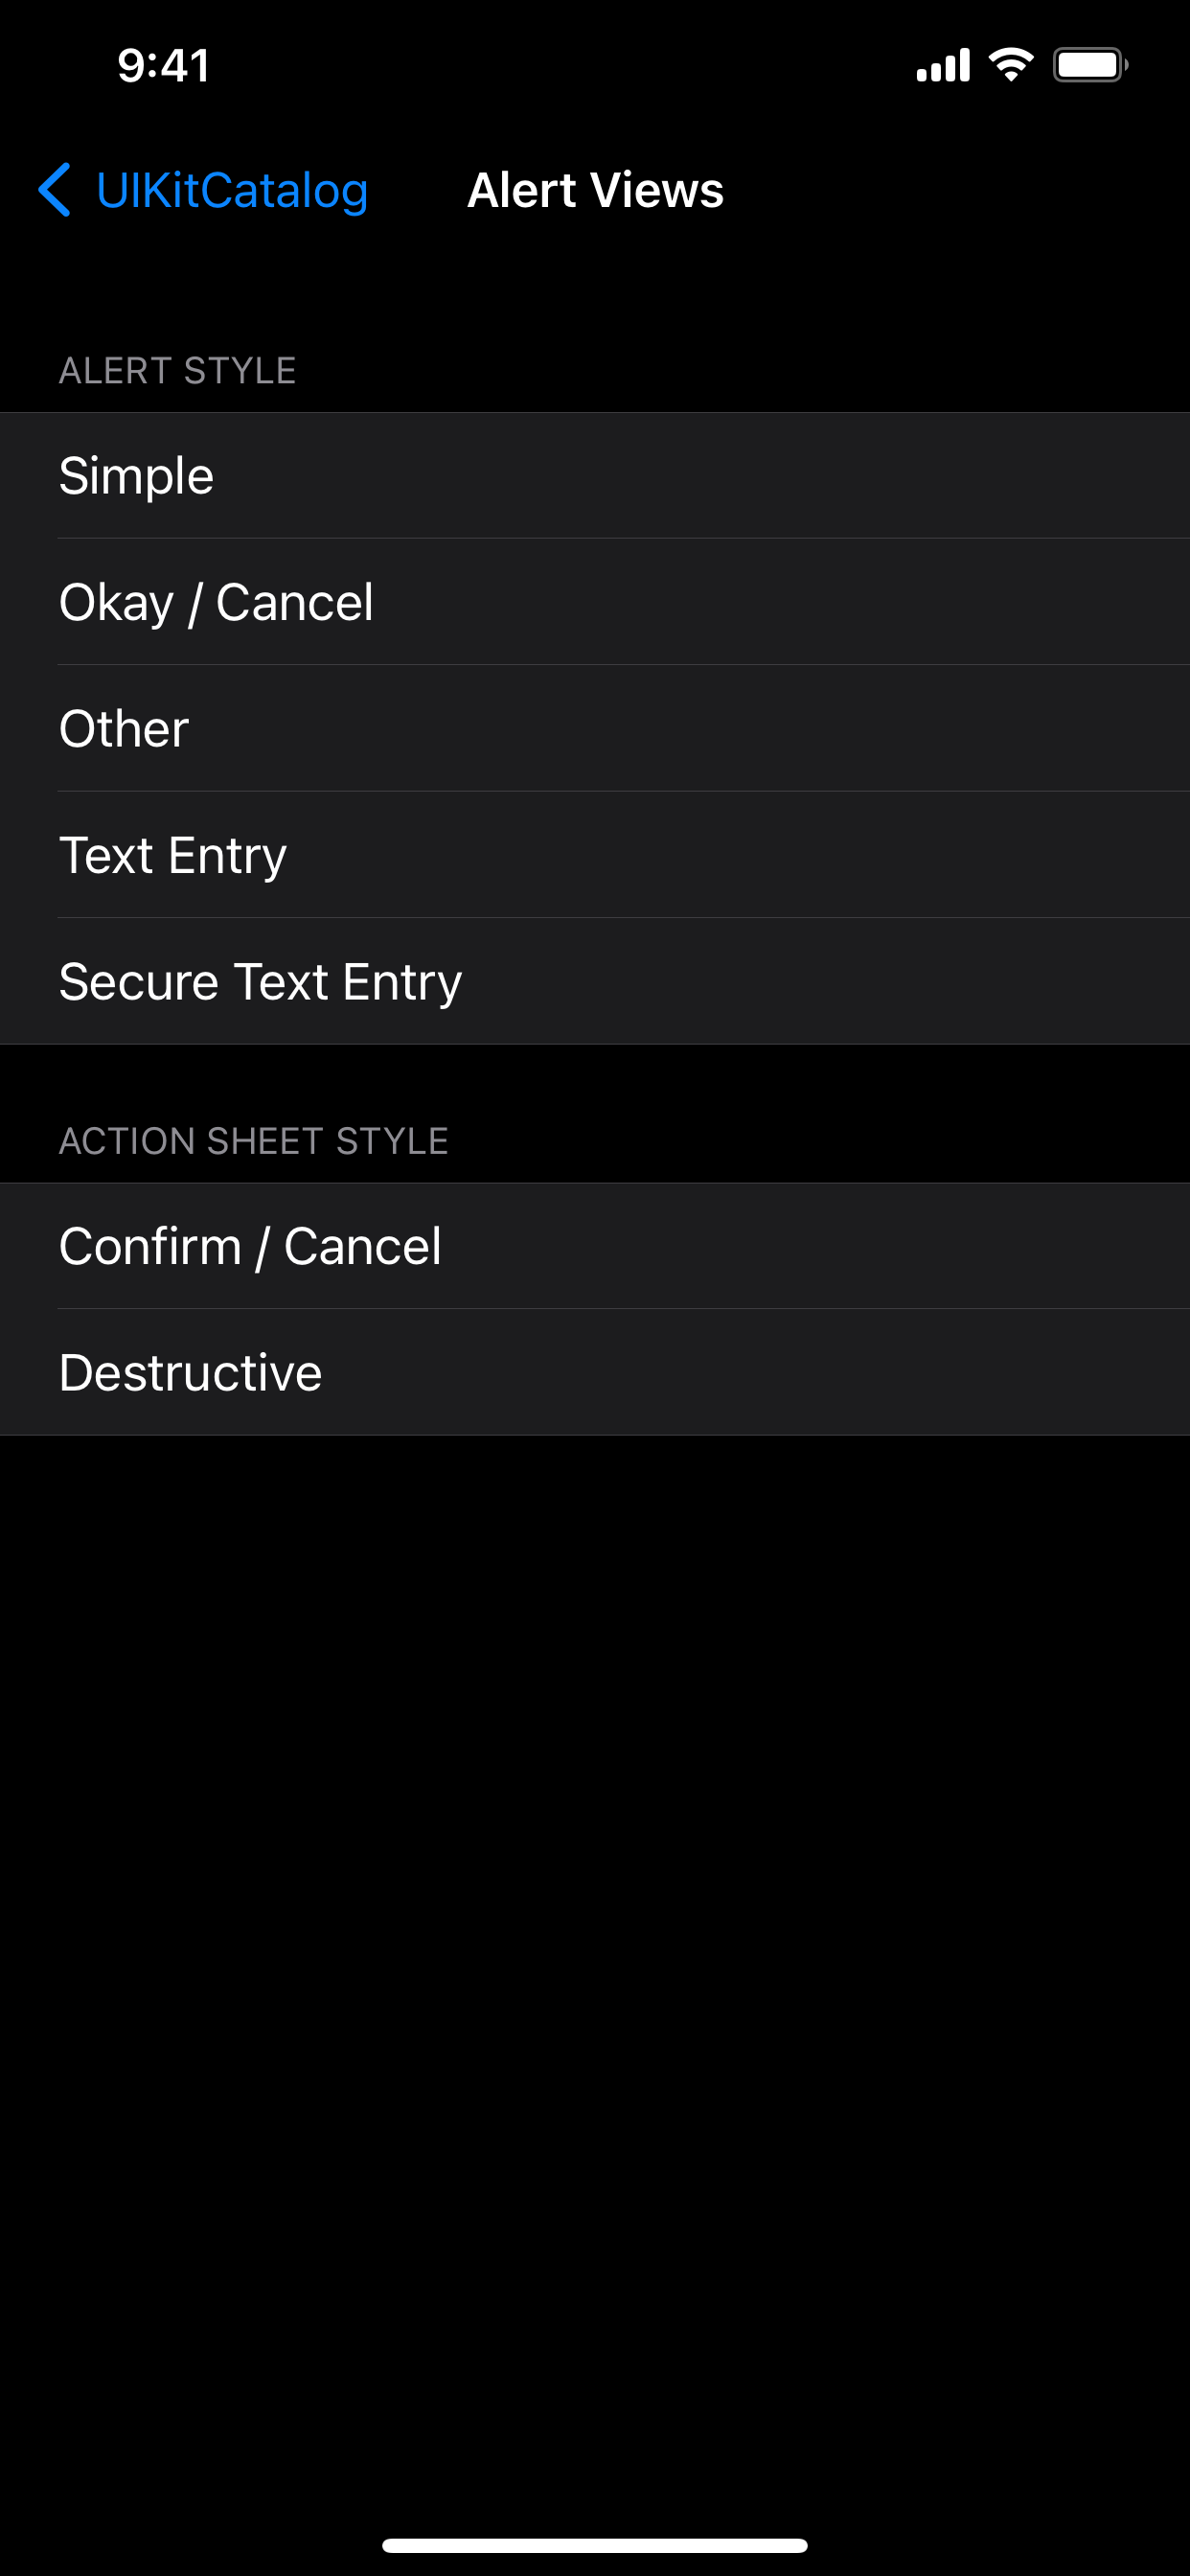 9:41
UIKitCatalog Alert Views
ALERT STYLE
Simple
Okay / Cancel
Other
Text Entry
Secure Text Entry
ACTION SHEET STYLE
Confirm / Cancel
Destructive